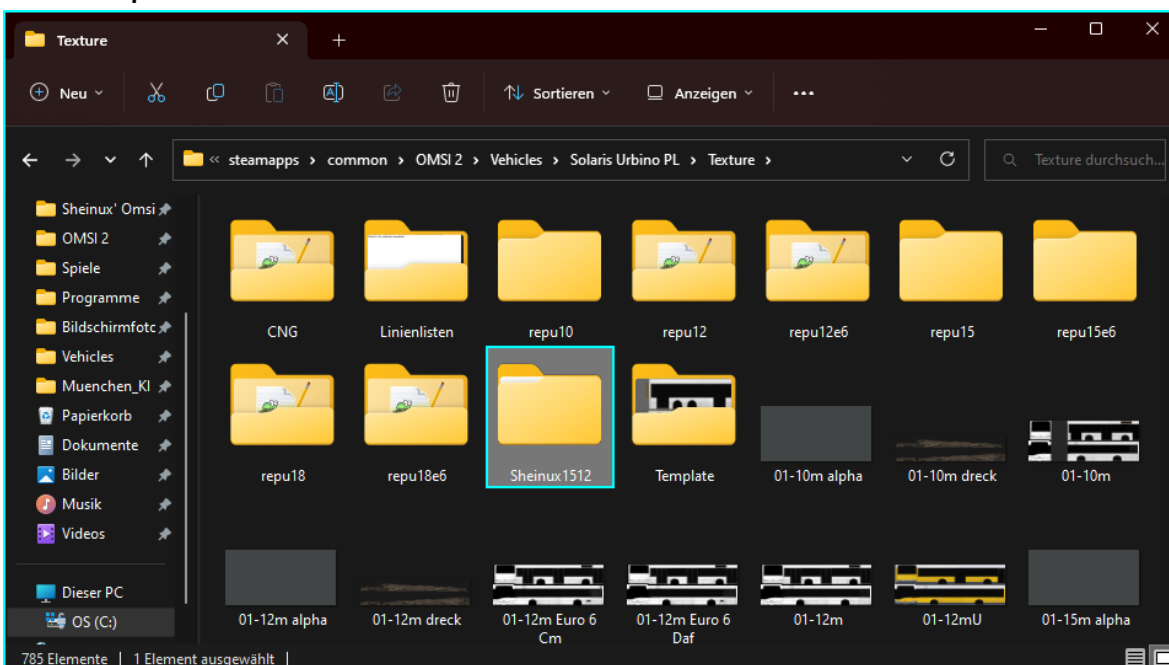 Texture
Neu
Sortieren
Anzeigen
« steamapps > common > OMSI 2 > Vehicles > Solaris Urbino PL > Texture >
Texture durchsuch...
Sheinux' Omsi
OMSI 2
Spiele
Programme
Bildschirmfotc
Vehicles
Muenchen_KI
Papierkorb
Dokumente
Bilder
Musik
Videos
Dieser PC
OS (C:)
CNG
Linienlisten
repu10
repu12
repu12e6
repu15
repu15e6
repu18
repu18e6
Sheinux1512
Template
01-10m alpha
01-10m dreck
01-10m
01-12m alpha
01-12m dreck
01-12m Euro 6
Cm
01-12m Euro 6
Daf
01-12m
01-12mU
01-15m alpha
785 Elemente | 1 Element ausgewählt |